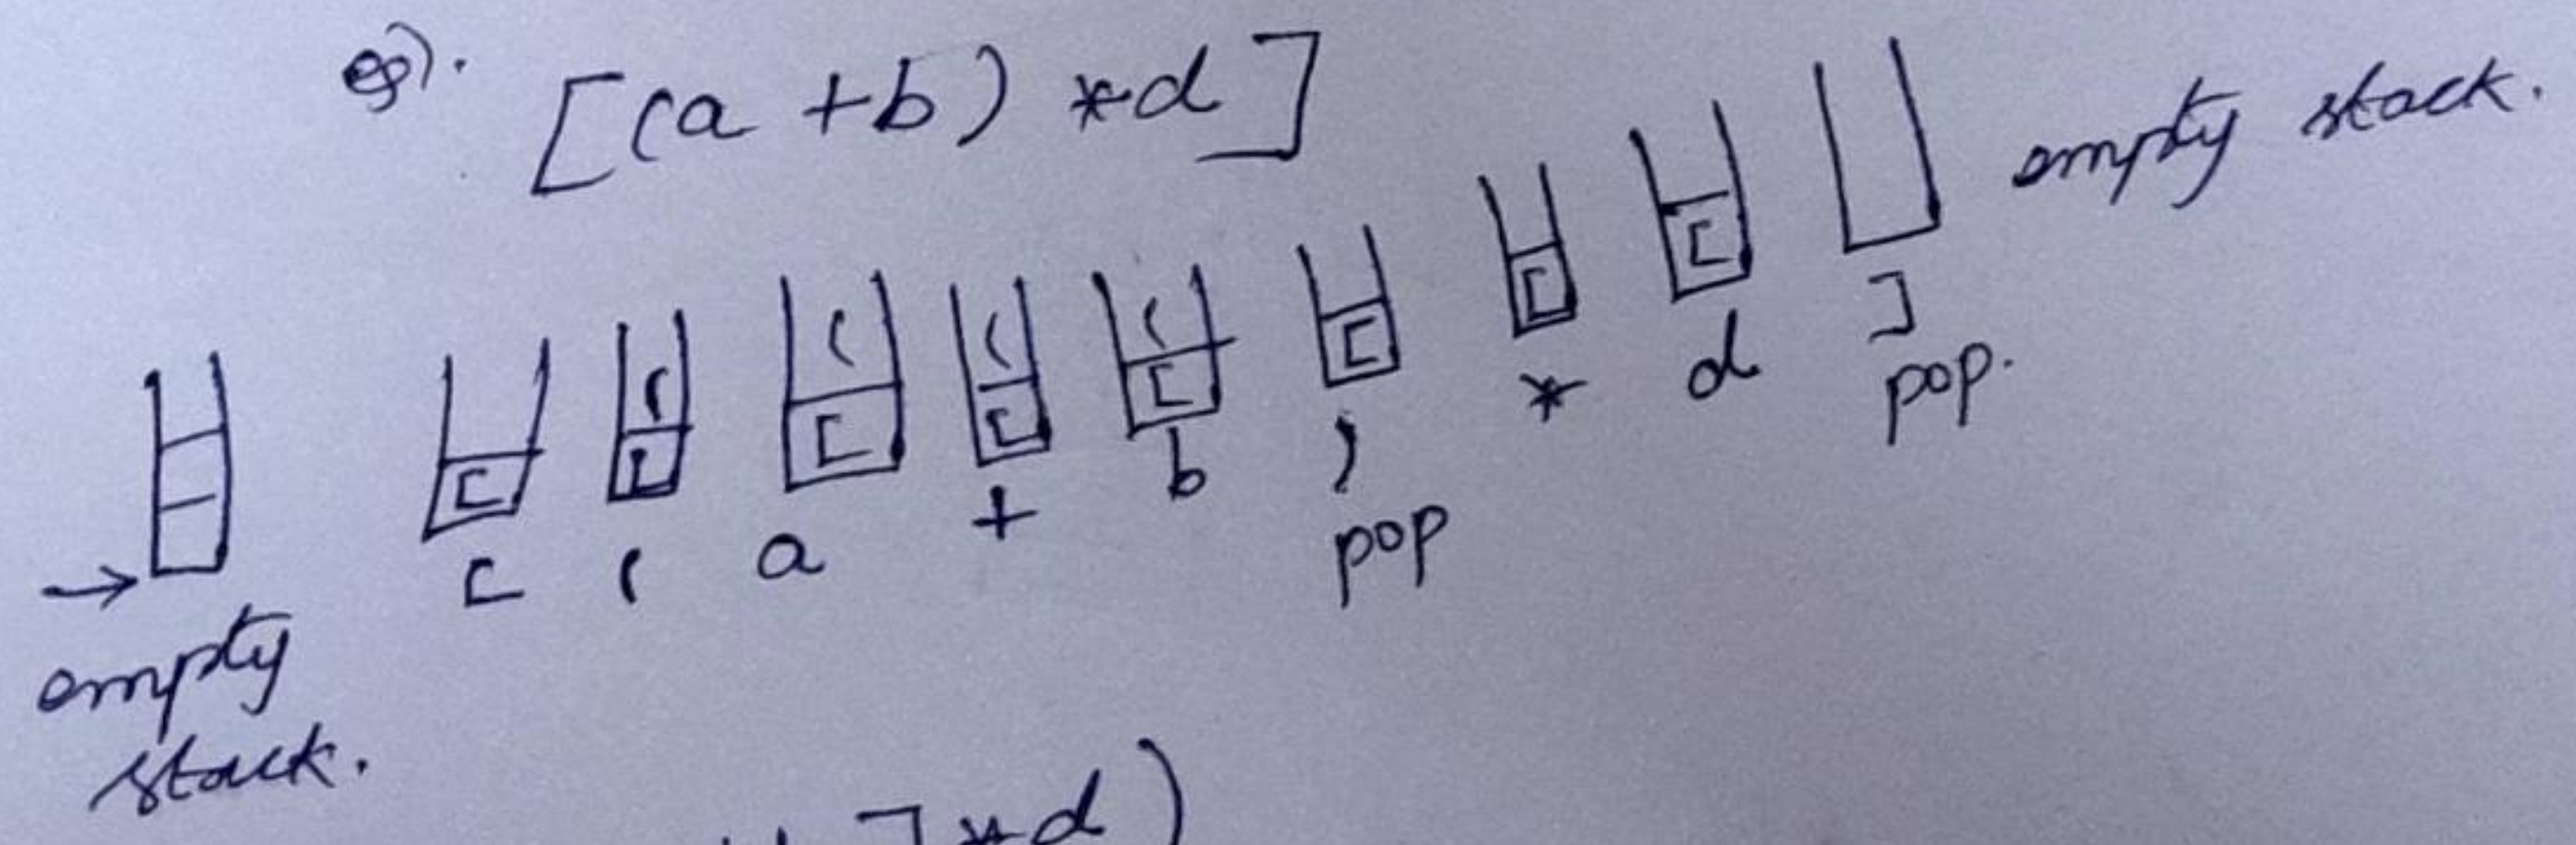 eg).
[(a + b) * d]
empty stack.
[ ( ( ( (
[ [ [ [ [ [ [ [
[ ( a + b ) * d ]
pop pop.
empty
stack.
] * d )